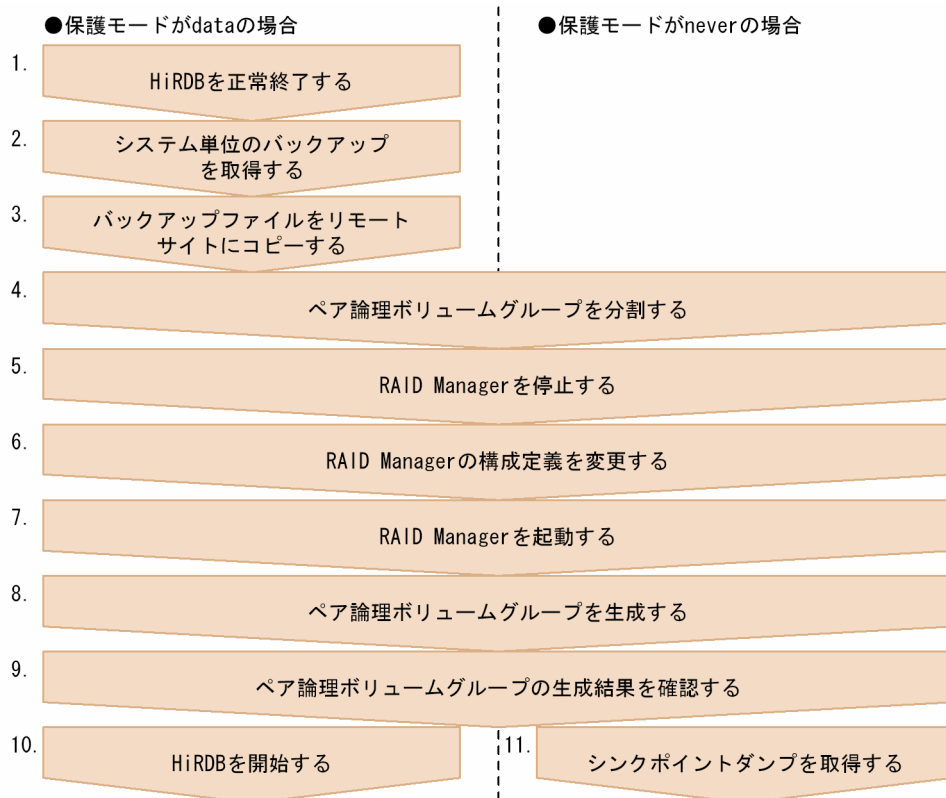 ●保護モードがdataの場合
●保護モードがneverの場合
1.
HiRDBを正常終了する
2.
システム単位のバックアップ
を取得する
3.
バックアップファイルをリモート
サイトにコピーする
4.
ペア論理ボリュームグループを分割する
5.
RAID Managerを停止する
6.
RAID Managerの構成定義を変更する
7.
RAID Managerを起動する
8.
ペア論理ボリュームグループを生成する
9.
ペア論理ボリュームグループの生成結果を確認する
10.
HiRDBを開始する
11.
シンクポイントダンプを取得する